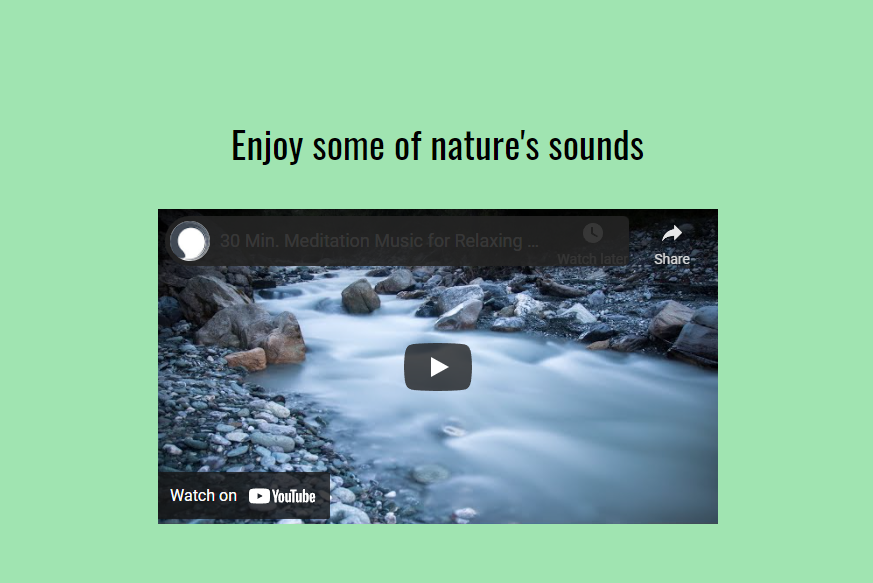 Enjoy some of nature's sounds
30 Min. Meditation Music for Relaxing ...
Watch later
Share
Watch on YouTube